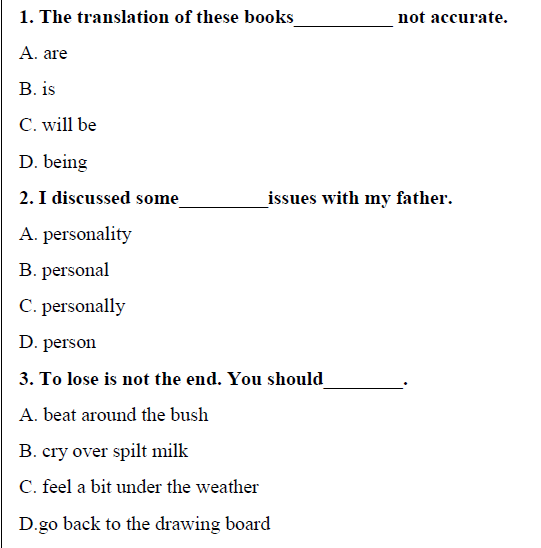 1. The translation of these books__________ not accurate.
A. are
B. is
C. will be
D. being
2. I discussed some_________issues with my father.
A. personality
B. personal
C. personally
D. person
3. To lose is not the end. You should________.
A. beat around the bush
B. cry over spilt milk
C. feel a bit under the weather
D.go back to the drawing board